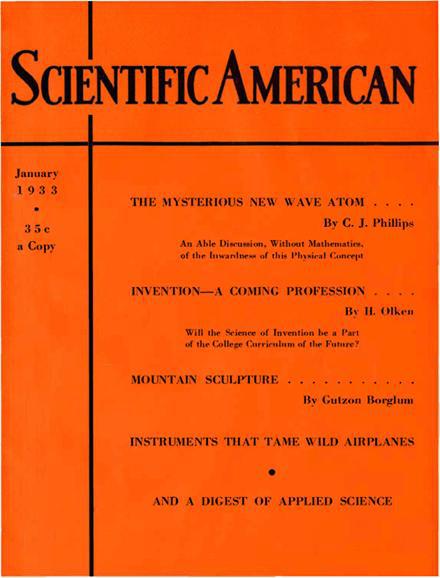 SCIENTIFIC AMERICAN
January
1933
•
35c
a Copy
THE MYSTERIOUS NEW WAVE ATOM . . . .
By C. J. Phillips
An Able Discussion, Without Mathematics,
of the Inwardness of this Physical Concept
INVENTION—A COMING PROFESSION . . . .
By H. Olken
Will the Science of Invention be a Part
of the College Curriculum of the Future?
MOUNTAIN SCULPTURE . . . . . . . . . . .
By Gutzon Borglum
INSTRUMENTS THAT TAME WILD AIRPLANES
•
AND A DIGEST OF APPLIED SCIENCE